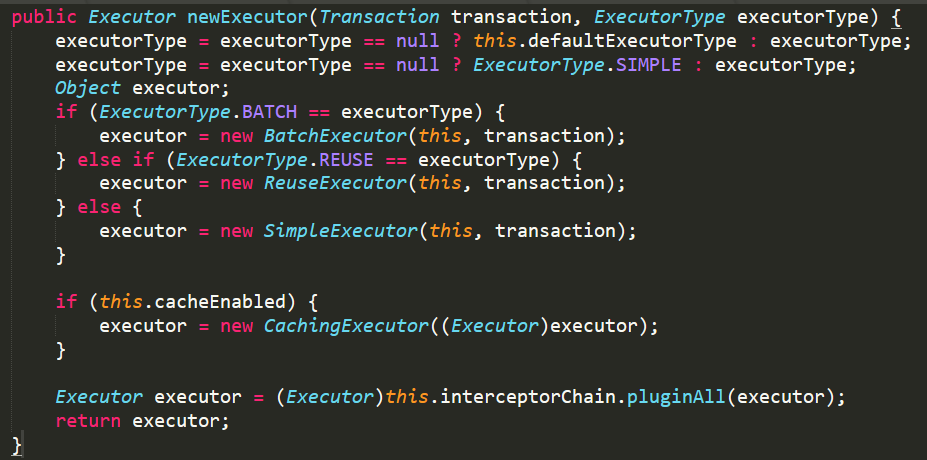 public Executor newExecutor(Transaction transaction, ExecutorType executorType) {
    executorType = executorType == null ? this.defaultExecutorType : executorType;
    executorType = executorType == null ? ExecutorType.SIMPLE : executorType;
    Object executor;
    if (ExecutorType.BATCH == executorType) {
        executor = new BatchExecutor(this, transaction);
    } else if (ExecutorType.REUSE == executorType) {
        executor = new ReuseExecutor(this, transaction);
    } else {
        executor = new SimpleExecutor(this, transaction);
    }

    if (this.cacheEnabled) {
        executor = new CachingExecutor((Executor)executor);
    }

    Executor executor = (Executor)this.interceptorChain.pluginAll(executor);
    return executor;
}